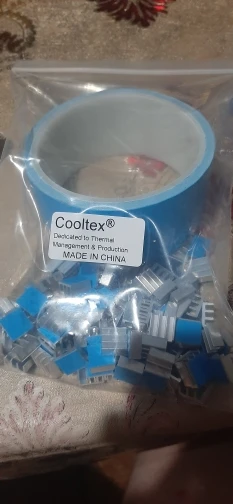 Cooltex®
Dedicated to Thermal
Management & Production
MADE IN CHINA